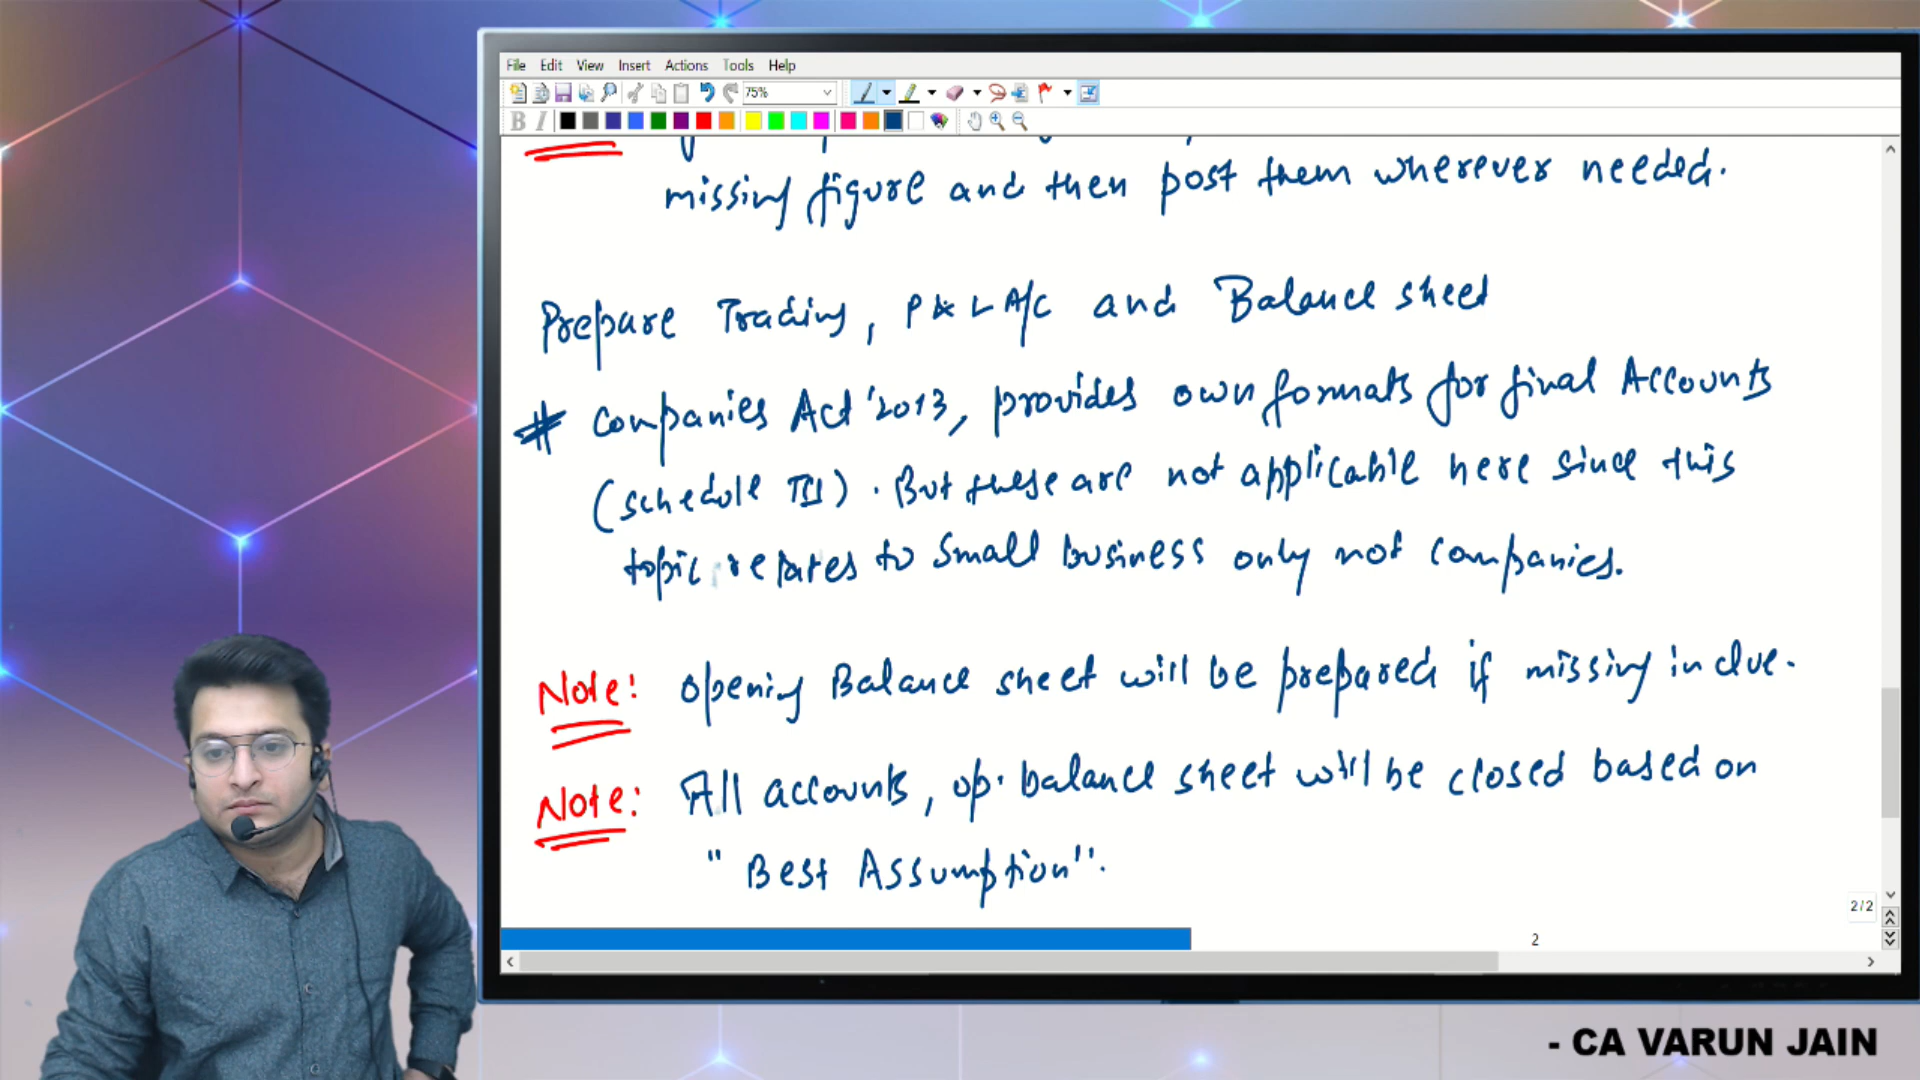 File Edit View Insert Actions Tools Help
75%
B I
missing figure and then post them wherever needed.
Prepare Trading, P & L A/C and Balance sheet
# Companies Act '2013, provides own formats for final Accounts
(schedule III). But these are not applicable here since this
topic relates to small business only not companies.
Note: Opening Balance sheet will be prepared if missing in que.
Note: All accounts, op. balance sheet will be closed based on
"Best Assumption".
2/2
2
- CA VARUN JAIN